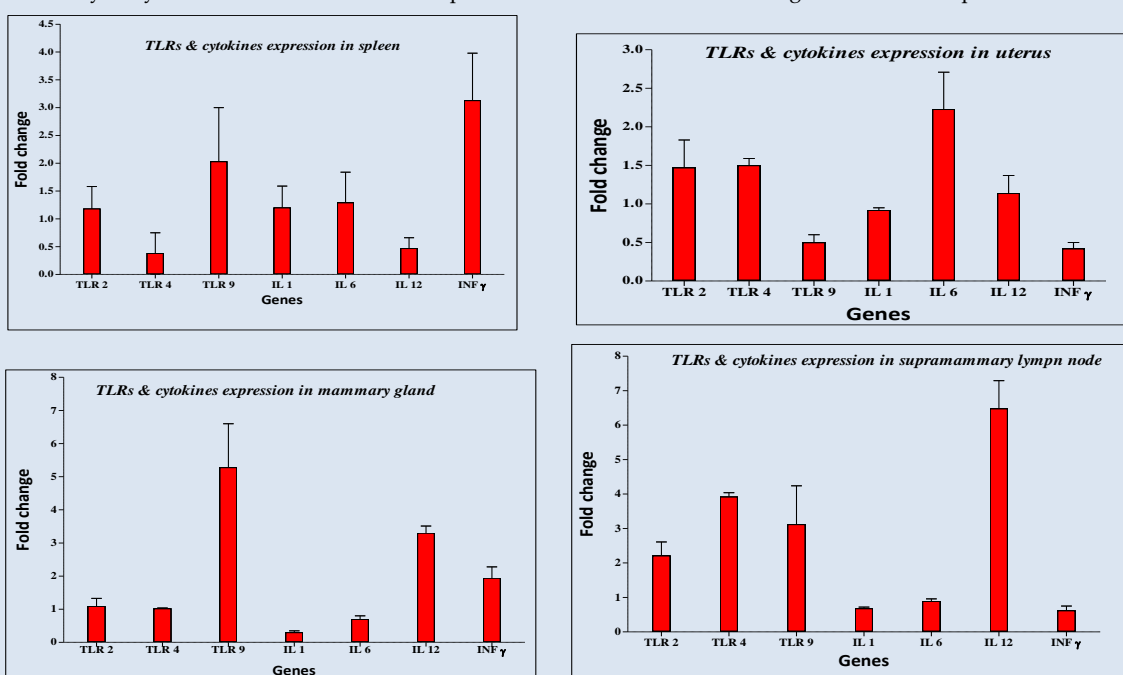 TLRs & cytokines expression in spleen
Fold change
4.5
4.0
3.5
3.0
2.5
2.0
1.5
1.0
0.5
0.0
TLR 2 TLR 4 TLR 9 IL 1 IL 6 IL 12 INF γ
Genes
TLRs & cytokines expression in uterus
Fold change
3.0
2.5
2.0
1.5
1.0
0.5
0.0
TLR 2 TLR 4 TLR 9 IL 1 IL 6 IL 12 INF γ
Genes
TLRs & cytokines expression in mammary gland
Fold change
8
7
6
5
4
3
2
1
0
TLR 2 TLR 4 TLR 9 IL 1 IL 6 IL 12 INF γ
Genes
TLRs & cytokines expression in supramammary lympn node
Fold change
8
7
6
5
4
3
2
1
0
TLR 2 TLR 4 TLR 9 IL 1 IL 6 IL 12 INF γ
Genes